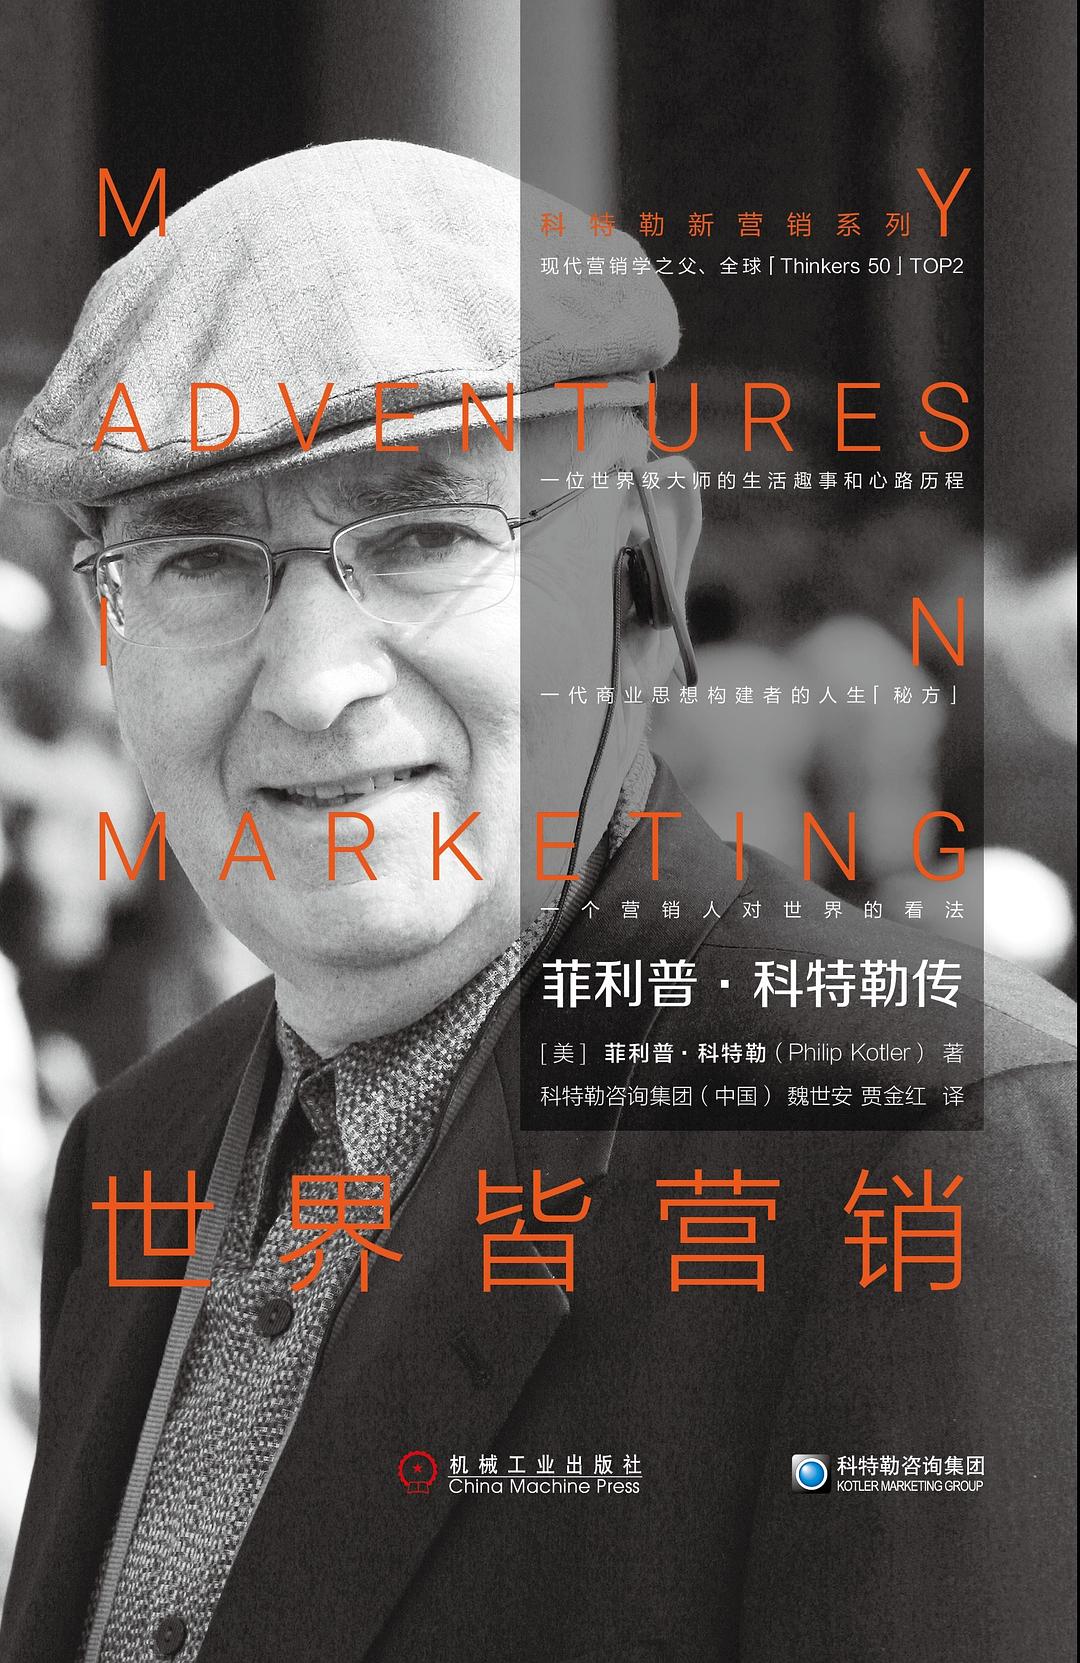 MY
科特勒新营销系列
现代营销学之父、全球「Thinkers 50」TOP2
ADVENTURES
一位世界级大师的生活趣事和心路历程
IN
一代商业思想构建者的人生「秘方」
MARKETING
一个营销人对世界的看法
菲利普·科特勒传
[美] 菲利普·科特勒（Philip Kotler） 著
科特勒咨询集团（中国） 魏世安 贾金红 译
世界皆营销
机械工业出版社
China Machine Press
科特勒咨询集团
KOTLER MARKETING GROUP